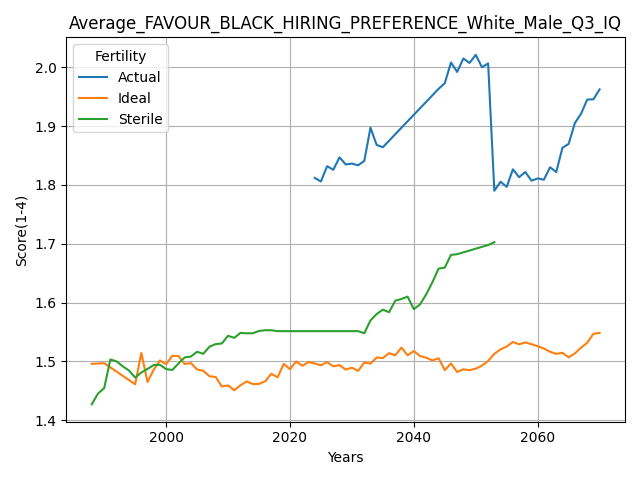 Average_FAVOUR_BLACK_HIRING_PREFERENCE_White_Male_Q3_IQ
Fertility
Actual
Ideal
Sterile
Score(1-4)
2.0
1.9
1.8
1.7
1.6
1.5
1.4
2000
2020
2040
2060
Years